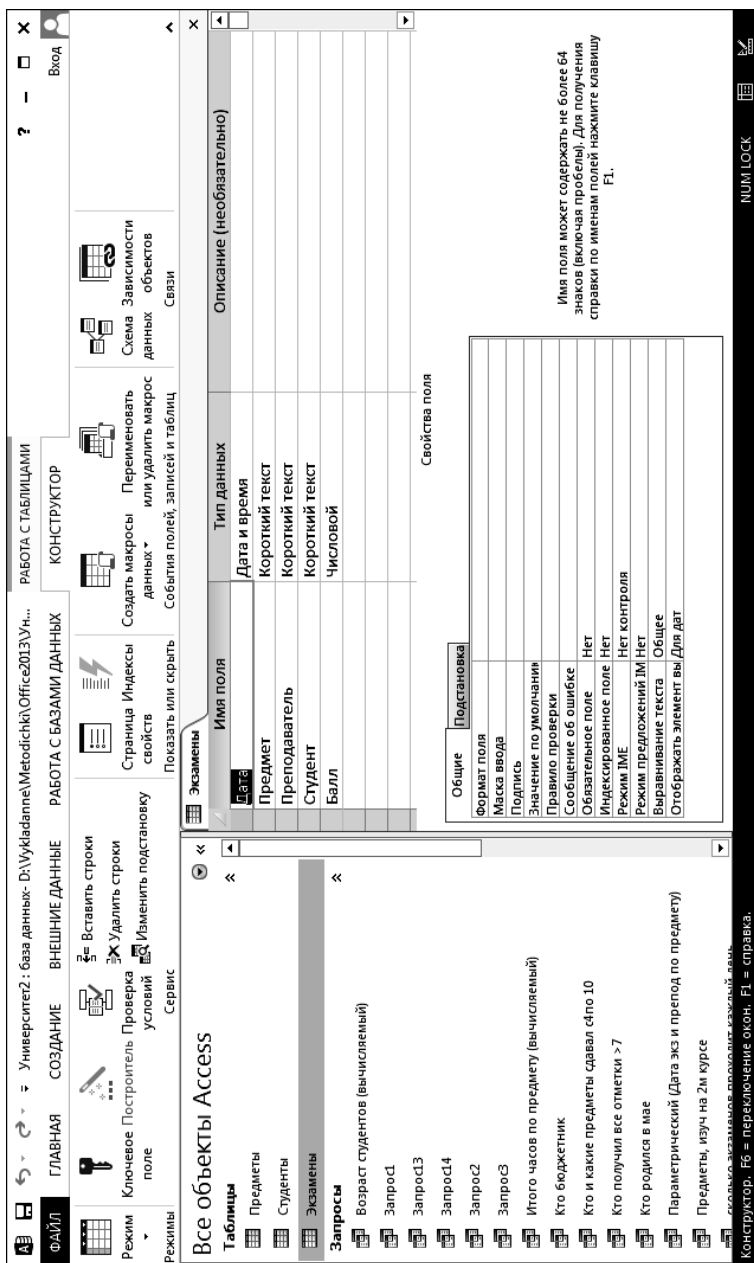 Университет2 : база данных- D:\Vykladanne\Metodichki\Office2013\Ун...
РАБОТА С ТАБЛИЦАМИ
?
Вход
ФАЙЛ ГЛАВНАЯ СОЗДАНИЕ ВНЕШНИЕ ДАННЫЕ РАБОТА С БАЗАМИ ДАННЫХ КОНСТРУКТОР
Режим
Режимы
Ключевое поле
Построитель
Проверка условий
Вставить строки
Удалить строки
Изменить подстановку
Сервис
Страница свойств
Индексы
Показать или скрыть
Создать макросы данных
Переименовать или удалить макрос
События полей, записей и таблиц
Схема данных
Зависимости объектов
Связи
Все объекты Access
Таблицы
Предметы
Студенты
Экзамены
Запросы
Возраст студентов (вычисляемый)
Запрос1
Запрос13
Запрос14
Запрос2
Запрос3
Итого часов по предмету (вычисляемый)
Кто бюджетник
Кто и какие предметы сдавал с4по 10
Кто получил все отметки >7
Кто родился в мае
Параметрический (Дата экз и препод по предмету)
Предметы, изуч на 2м курсе
сколько экзаменов проходит каждый день
Экзамены
Имя поля Тип данных Описание (необязательно)
Дата Дата и время
Предмет Короткий текст
Преподаватель Короткий текст
Студент Короткий текст
Балл Числовой
Свойства поля
Общие Подстановка
Формат поля
Маска ввода
Подпись
Значение по умолчани
Правило проверки
Сообщение об ошибке
Обязательное поле Нет
Индексированное поле Нет
Режим IME Нет контроля
Режим предложений IM Нет
Выравнивание текста Общее
Отображать элемент вы Для дат
Имя поля может содержать не более 64
знаков (включая пробелы). Для получения
справки по именам полей нажмите клавишу
F1.
Конструктор. F6 = переключение окон. F1 = справка.
NUM LOCK